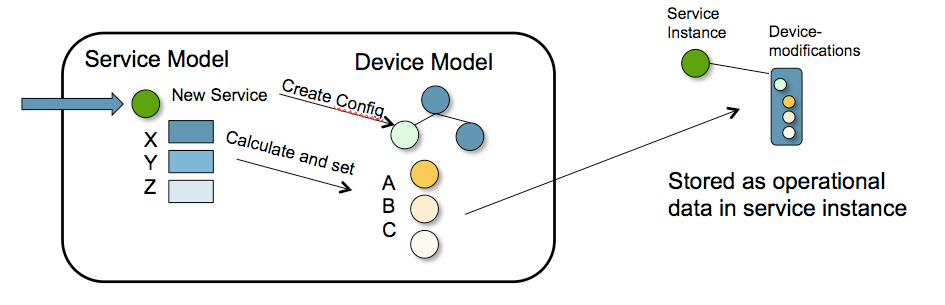 Service
Instance
Device-
modifications
Service Model
Device Model
New Service
Create Config
X
Y
Z
Calculate and set
A
B
C
Stored as operational
data in service instance